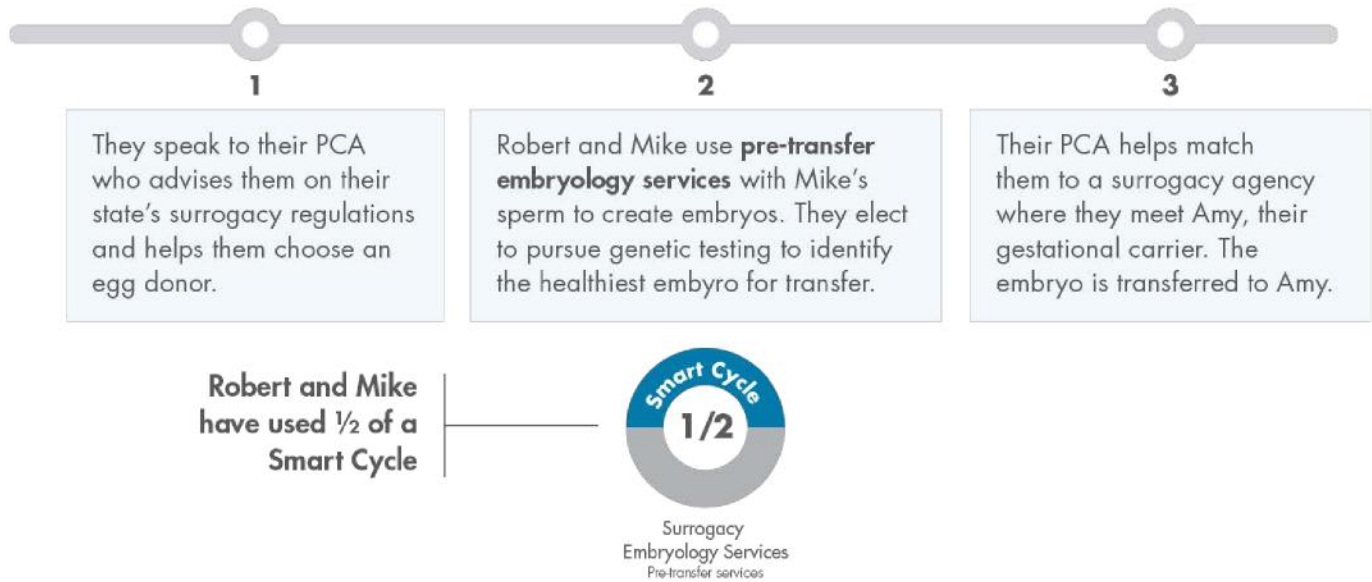 1
They speak to their PCA
who advises them on their
state's surrogacy regulations
and helps them choose an
egg donor.
2
Robert and Mike use pre-transfer
embryology services with Mike's
sperm to create embryos. They elect
to pursue genetic testing to identify
the healthiest embyro for transfer.
3
Their PCA helps match
them to a surrogacy agency
where they meet Amy, their
gestational carrier. The
embryo is transferred to Amy.
Robert and Mike
have used ½ of a
Smart Cycle
Smart Cycle
1/2
Surrogacy
Embryology Services
Pre-transfer services